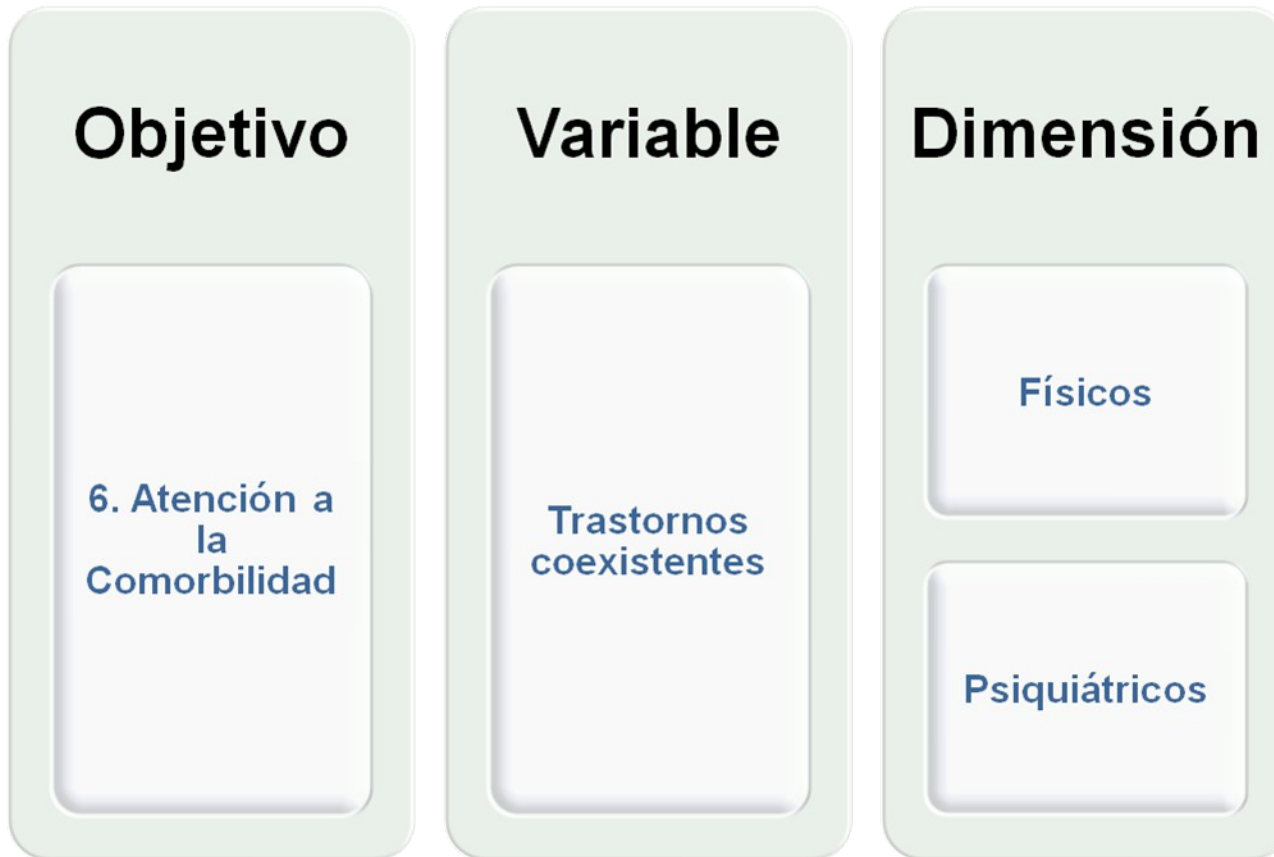 Objetivo
6. Atención a
la
Comorbilidad
Variable
Trastornos
coexistentes
Dimensión
Físicos
Psiquiátricos